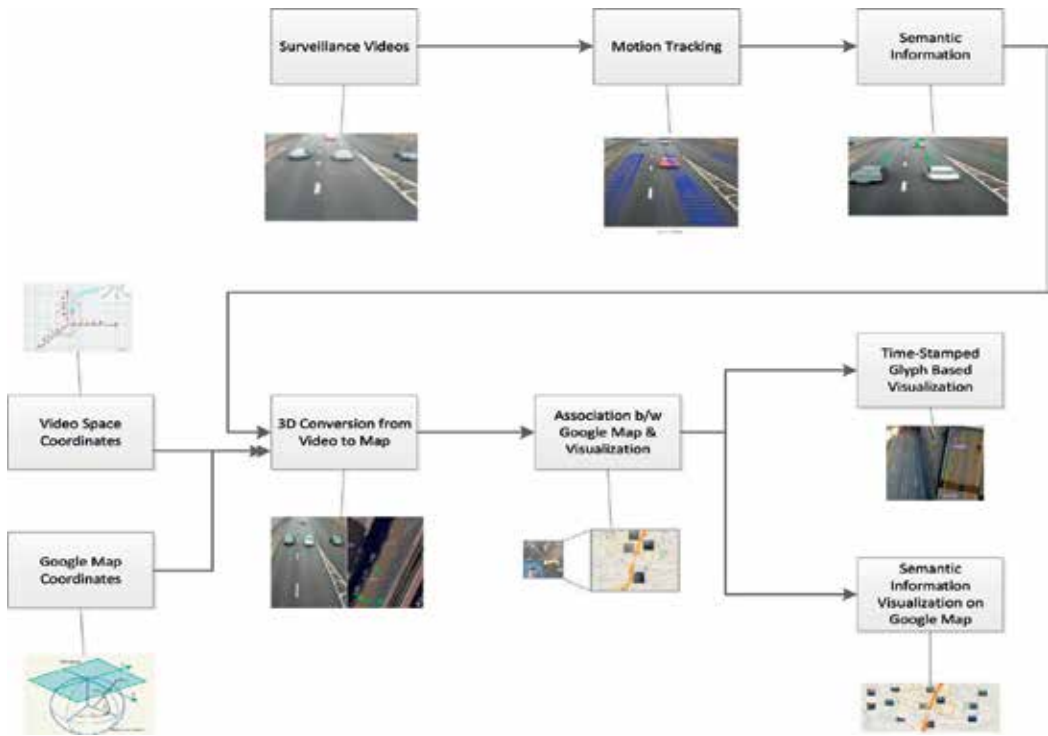 Surveillance Videos
Motion Tracking
Semantic
Information
Video Space
Coordinates
3D Conversion from
Video to Map
Association b/w
Google Map &
Visualization
Time-Stamped
Glyph Based
Visualization
Google Map
Coordinates
Semantic
Information
Visualization on
Google Map